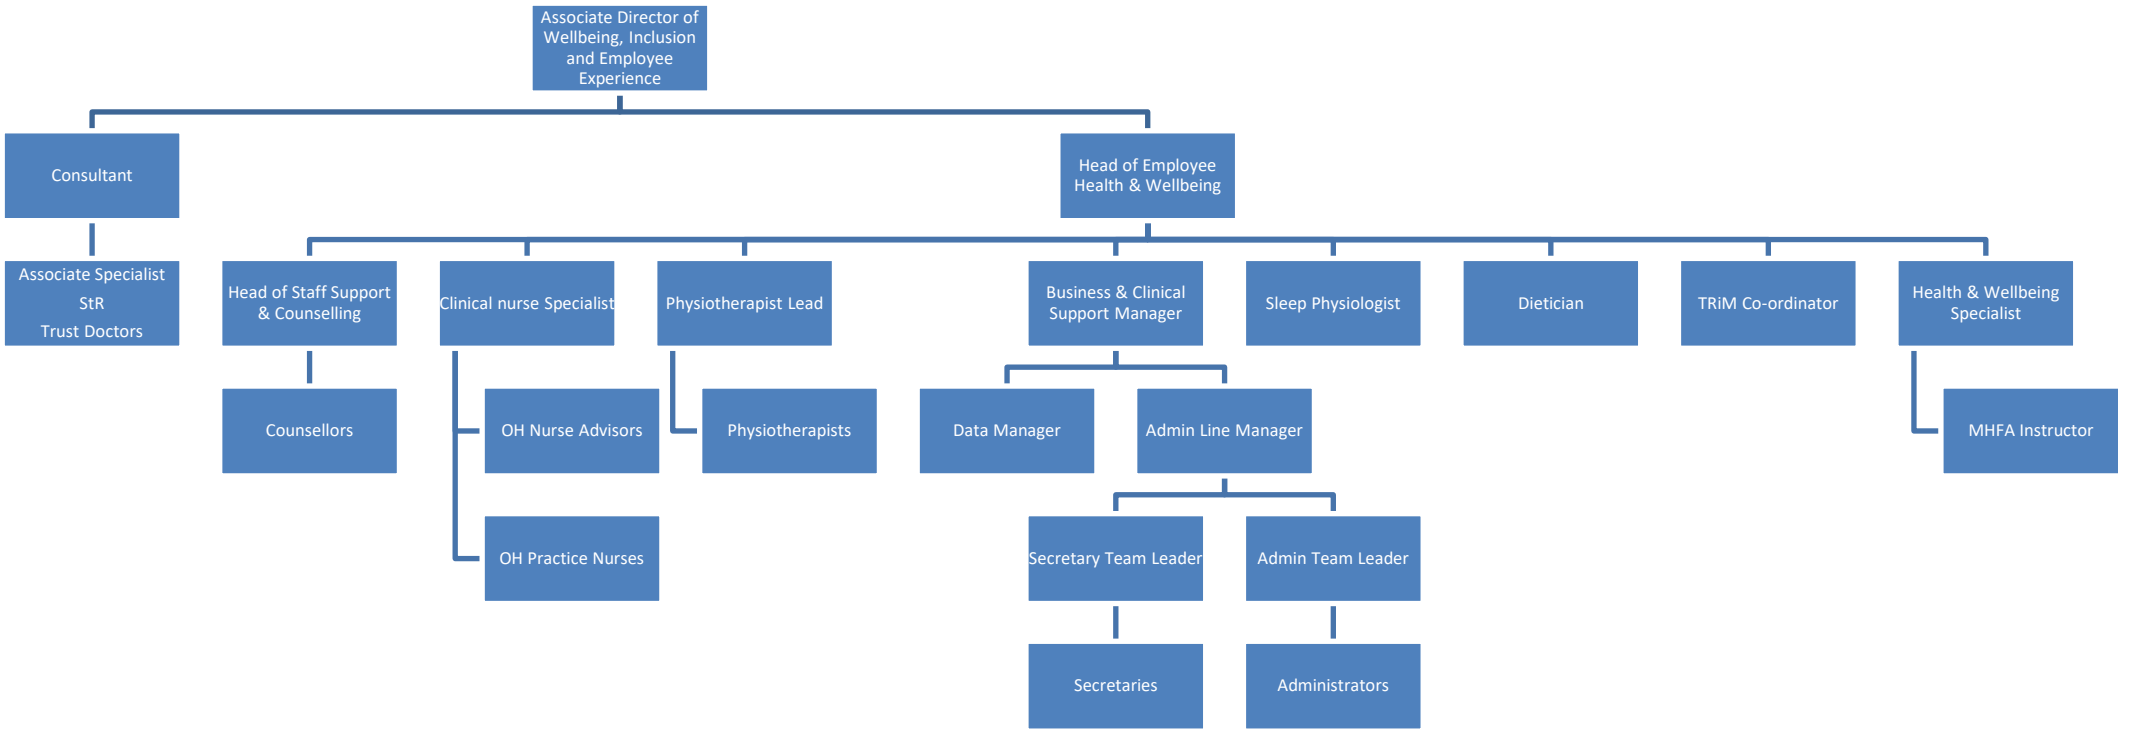 Associate Director of
Wellbeing, Inclusion
and Employee
Experience
Consultant
Head of Employee
Health & Wellbeing
Associate Specialist
StR
Trust Doctors
Head of Staff Support
& Counselling
Clinical nurse Specialist
Physiotherapist Lead
Business & Clinical
Support Manager
Sleep Physiologist
Dietician
TRiM Co-ordinator
Health & Wellbeing
Specialist
Counsellors
OH Nurse Advisors
Physiotherapists
Data Manager
Admin Line Manager
MHFA Instructor
OH Practice Nurses
Secretary Team Leader
Admin Team Leader
Secretaries
Administrators